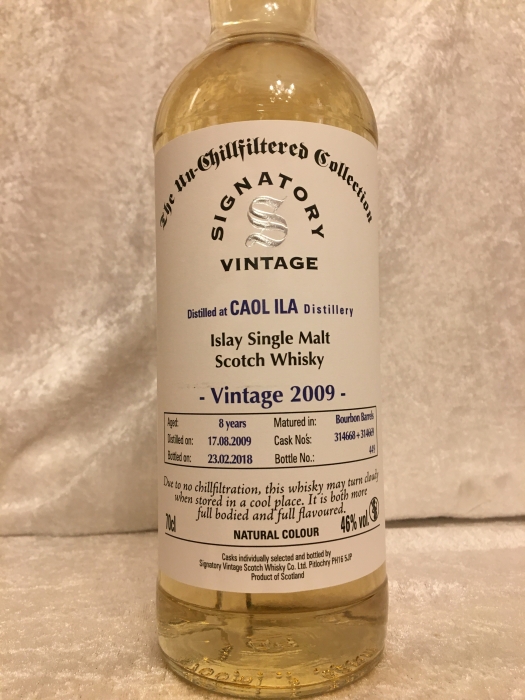 The Un-Chillfiltered Collection
SIGNATORY
S
VINTAGE
Distilled at CAOL ILA Distillery
Islay Single Malt
Scotch Whisky
- Vintage 2009 -
Aged: 8 years Matured in: Bourbon Barrels
Distilled on: 17.08.2009 Cask No's: 314668+314669
Bottled on: 23.02.2018 Bottle No.:
Due to no chillfiltration, this whisky may turn cloudy
when stored in a cool place. It is both more
full bodied and full flavoured.
70cl 46% vol.
NATURAL COLOUR
Casks individually selected and bottled by
Signatory Vintage Scotch Whisky Co. Ltd. Pitlochry PH16 5JP
Product of Scotland